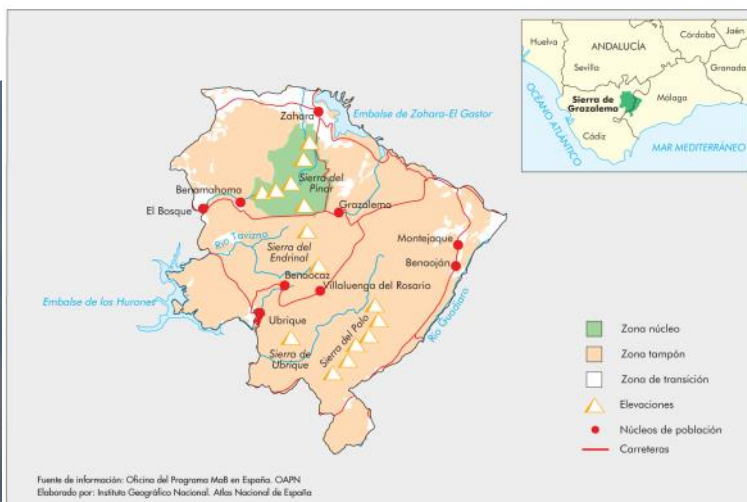 Huelva
Sevilla
ANDALUCÍA
Córdoba
Jaén
Granada
Sierra de
Grazalema
Málaga
Cádiz
OCÉANO ATLÁNTICO
MAR MEDITERRÁNEO
Zahara
Embalse de Zahara-El Gastor
Sierra del
Pinar
Benamahoma
El Bosque
Grazalema
Río Tavizna
Sierra del
Endrinal
Montejaque
Benaoján
Benaocaz
Villaluenga del Rosario
Embalse de los Hurones
Ubrique
Sierra de
Ubrique
Sierra del Palo
Río Guadiaro
Zona núcleo
Zona tampón
Zona de transición
Elevaciones
Núcleos de población
Carreteras
Fuente de información: Oficina del Programa MaB en España. OAPN
Elaborado por: Instituto Geográfico Nacional. Atlas Nacional de España